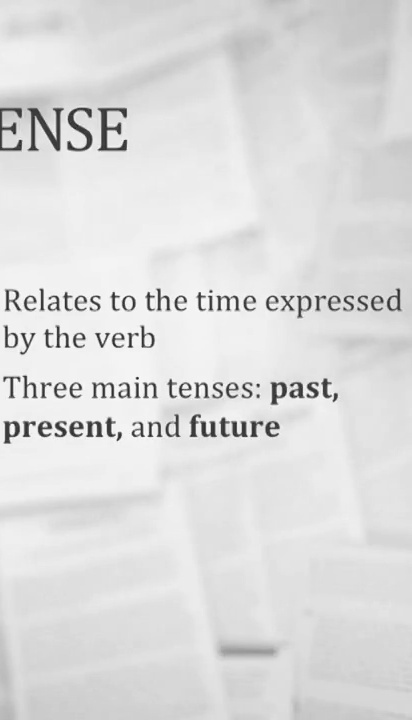 ENSE
Relates to the time expressed
by the verb
Three main tenses: past,
present, and future